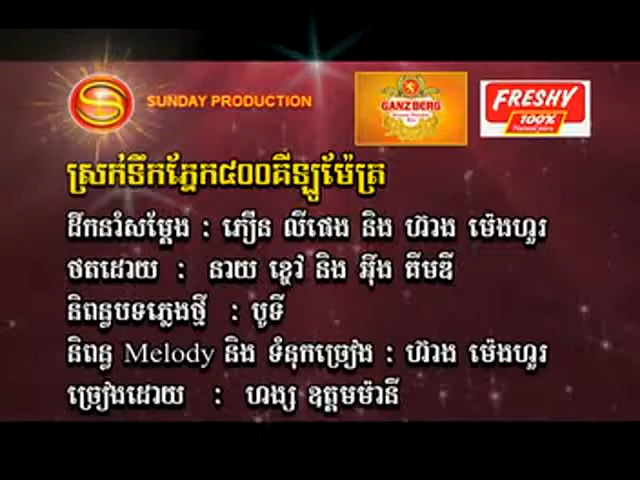 SUNDAY PRODUCTION
GANZBERG
FRESHY
100%
ស្រក់ទឹកភ្នែក៨០០គីឡូម៉ែត្រ
ដឹកនាំសម្ដែង : ភឿន លីផេង និង ហ៊ាង ម៉េងហួរ
ថតដោយ : នាយ ខ្ចៅ និង អ៊ឹង គីមឌី
និពន្ធបទភ្លេងថ្មី : បូទី
និពន្ធ Melody និង ទំនុកច្រៀង : ហ៊ាង ម៉េងហួរ
ច្រៀងដោយ : ហង្ស ឧត្តមម៉ានី